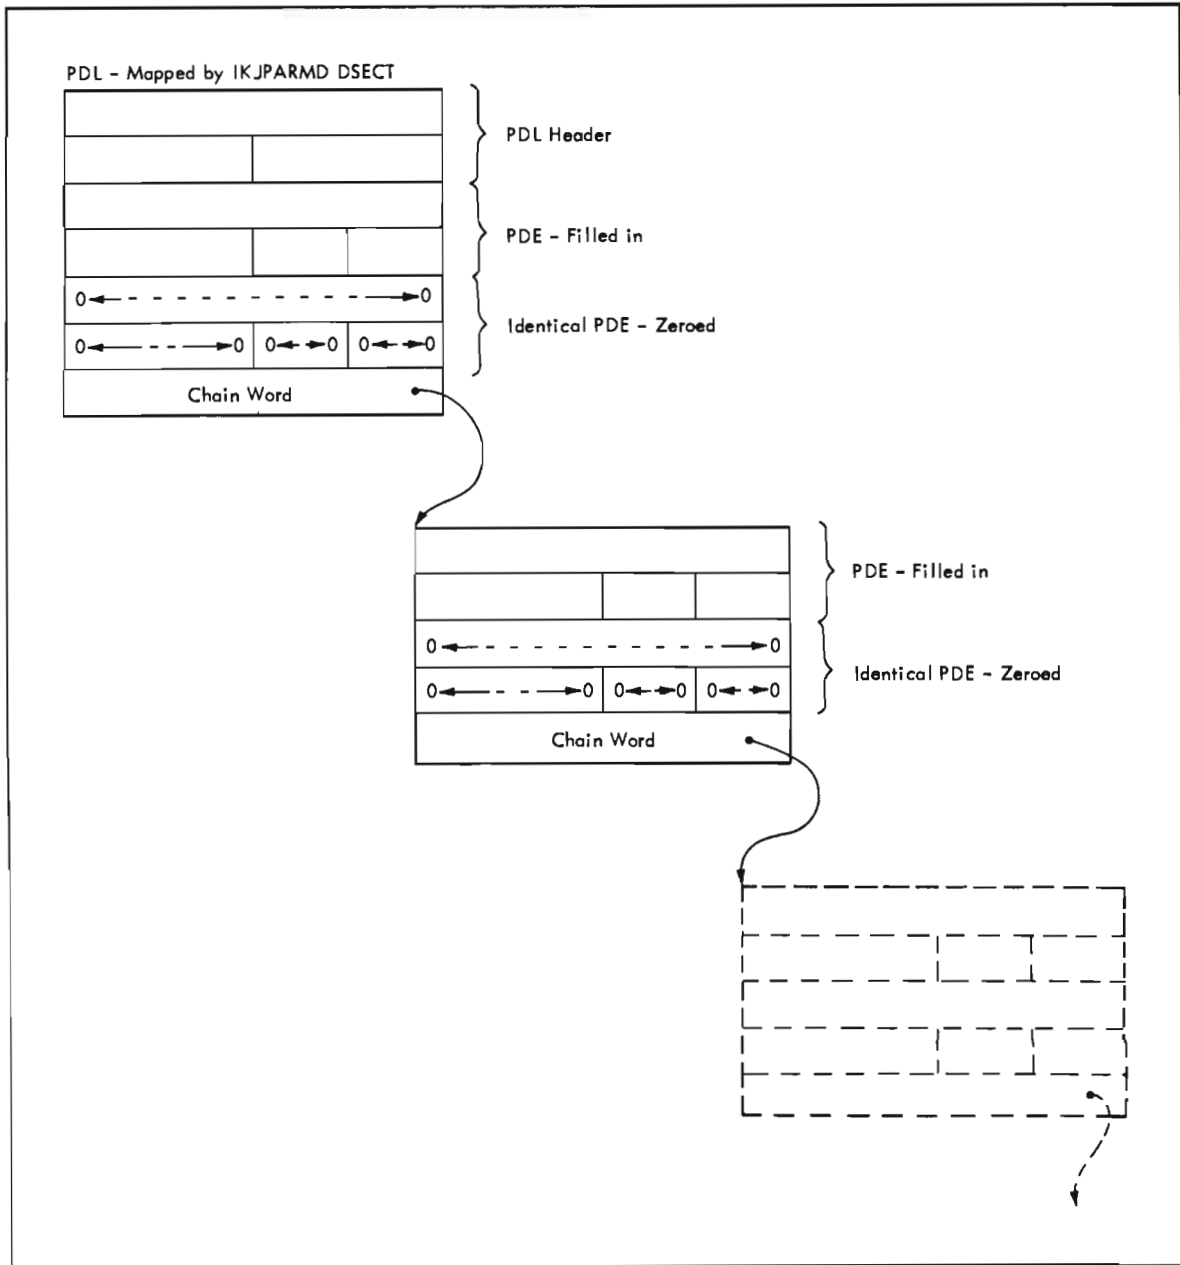 PDL - Mapped by IKJPARMD DSECT
PDL Header
PDE - Filled in
0 0
Identical PDE - Zeroed
0 0 0 0 0 0
Chain Word
PDE - Filled in
0 0
Identical PDE - Zeroed
0 0 0 0 0 0
Chain Word